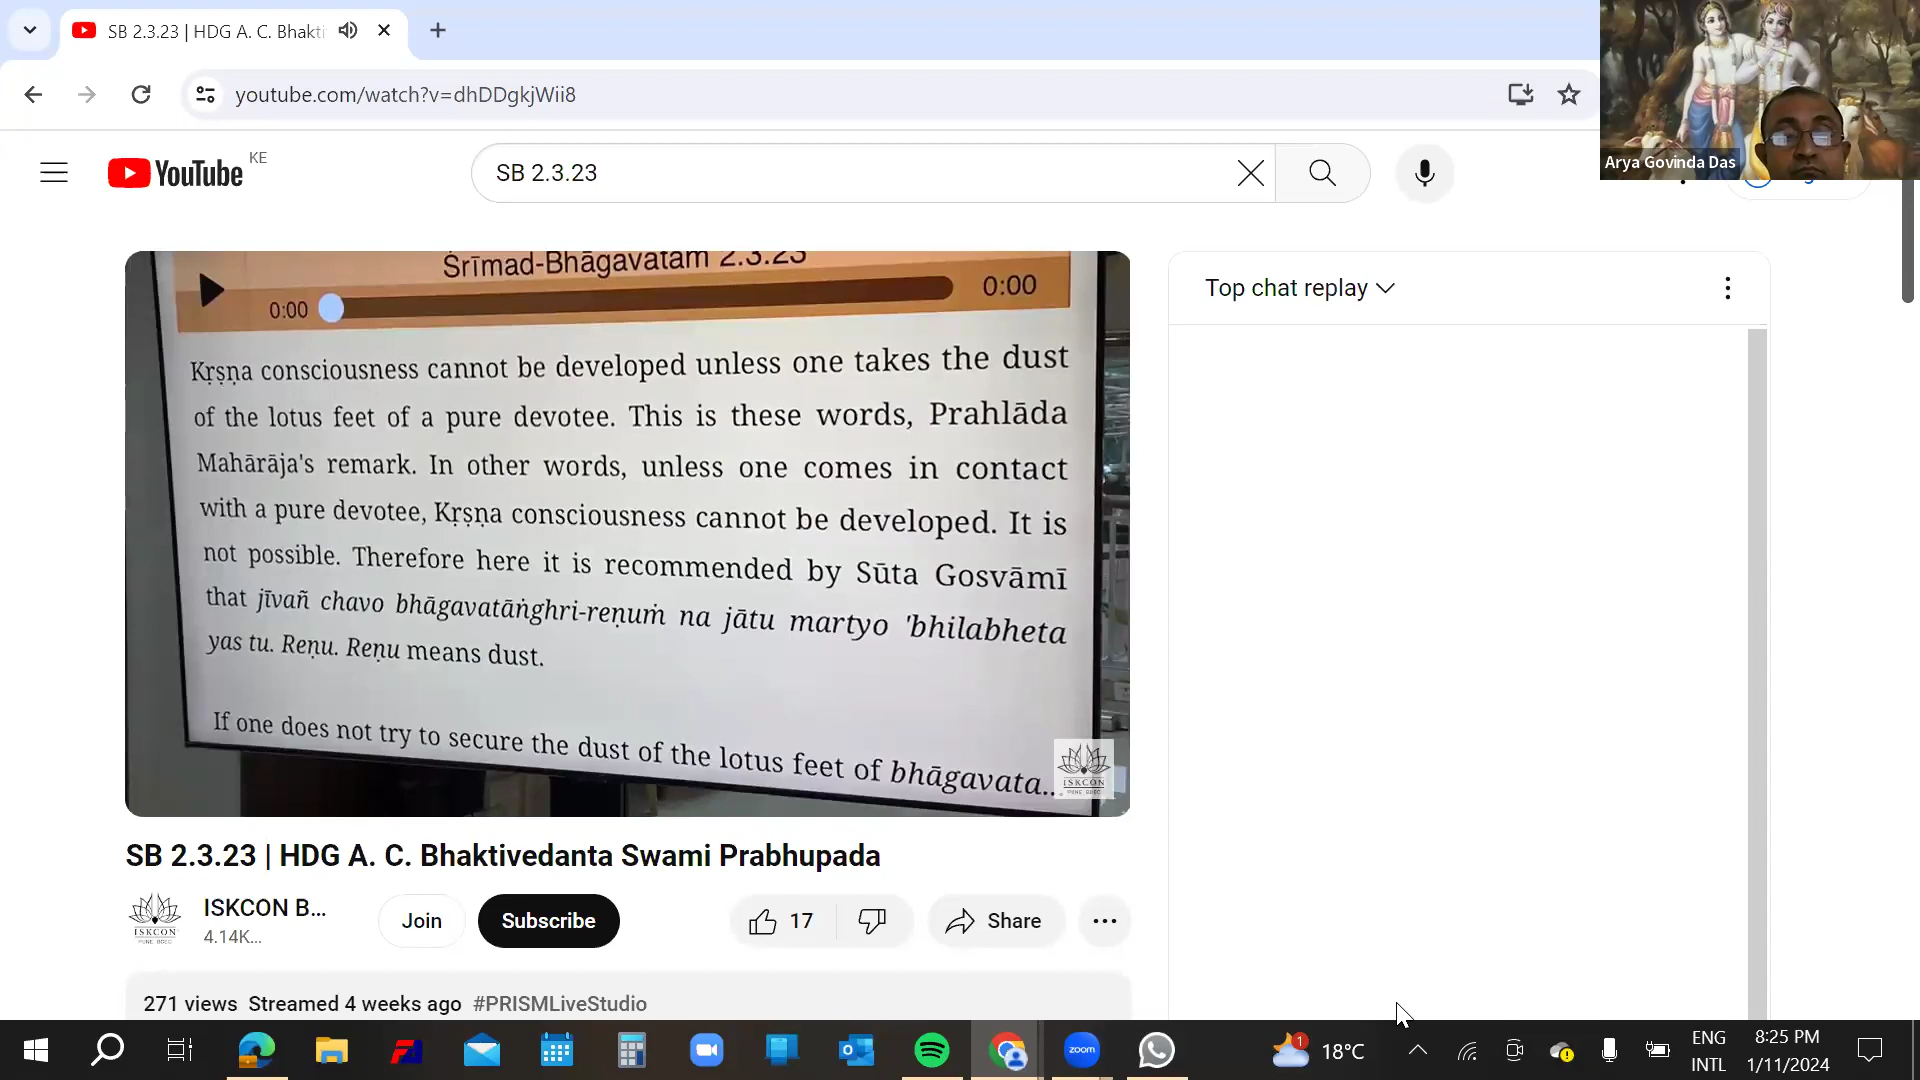 SB 2.3.23 | HDG A. C. Bhakti
youtube.com/watch?v=dhDDgkjWii8
Arya Govinda Das
YouTube KE
SB 2.3.23
Śrīmad-Bhāgavatam 2.3.23
0:00
0:00
Kṛṣṇa consciousness cannot be developed unless one takes the dust
of the lotus feet of a pure devotee. This is these words, Prahlāda
Mahārāja's remark. In other words, unless one comes in contact
with a pure devotee, Kṛṣṇa consciousness cannot be developed. It is
not possible. Therefore here it is recommended by Sūta Gosvāmī
that jīvañ chavo bhāgavatāṅghri-reṇuṁ na jātu martyo 'bhilabheta
yas tu. Reṇu. Reṇu means dust.
If one does not try to secure the dust of the lotus feet of bhāgavata...
ISKCON
PUNE BCEC
Top chat replay
SB 2.3.23 | HDG A. C. Bhaktivedanta Swami Prabhupada
ISKCON
PUNE BCEC
ISKCON B...
4.14K...
Join
Subscribe
17
Share
271 views Streamed 4 weeks ago #PRISMLiveStudio
zoom
1
18°C
ENG
INTL
8:25 PM
1/11/2024